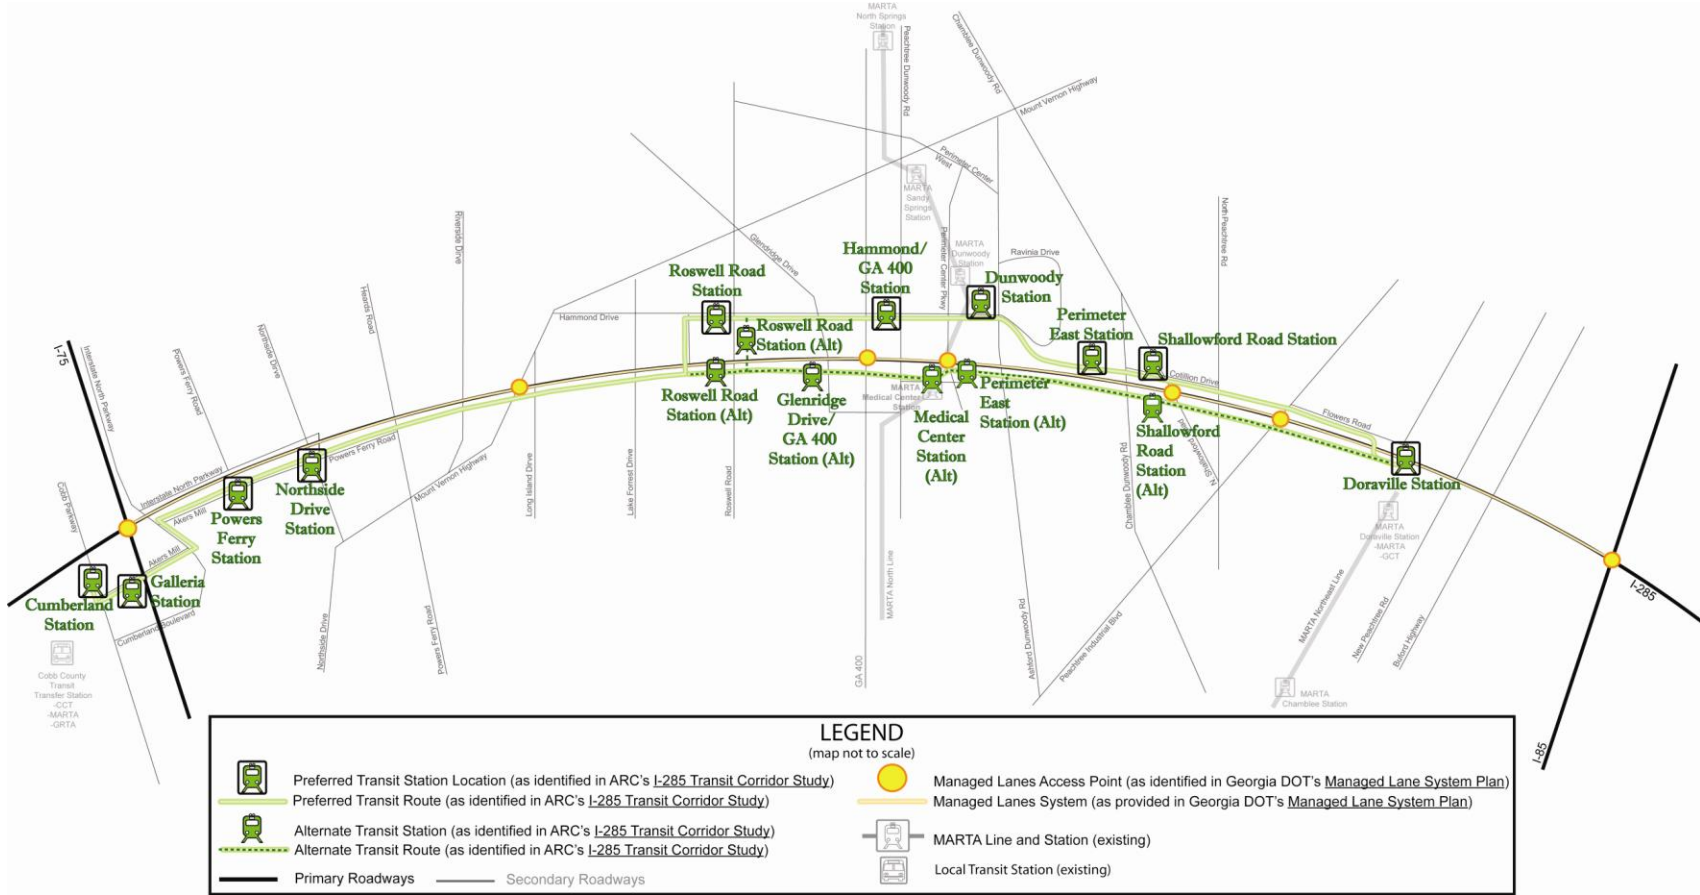 MARTA
North Springs
Station
Peachtree Dunwoody Rd
Chamblee Dunwoody Rd
Mount Vernon Highway
Perimeter Center
West
MARTA
Sandy
Springs
Station
Riverside Drive
Glendridge Drive
Perimeter Center Pkwy
MARTA
Dunwoody
Station
Ravinia Drive
North Peachtree Rd
Hammond/
GA 400
Station
Roswell Road
Station
Dunwoody
Station
Heards Road
Hammond Drive
Roswell Road
Station (Alt)
Perimeter
East Station
Shallowford Road Station
I-75
Interstate North Parkway
Powers Ferry Road
Northside Drive
Cotillion Drive
Roswell Road
Station (Alt)
Glenridge
Drive/
GA 400
Station (Alt)
MARTA
Medical Center
Station
Medical
Center
Station
(Alt)
Perimeter
East
Station (Alt)
Shallowford
Road
Station
(Alt)
N. Shallowford Rd
Flowers Road
Doraville Station
Powers Ferry Road
Mount Vernon Highway
Interstate North Parkway
Northside
Drive
Station
Powers
Ferry
Station
Akers Mill
Akers Mill
Cobb Parkway
Long Island Drive
Lake Forrest Drive
Roswell Road
Chamblee Dunwoody Rd
MARTA
Doraville Station
-MARTA
-GCT
Galleria
Station
Cumberland
Station
Cumberland Boulevard
Northside Drive
Powers Ferry Road
MARTA North Line
GA 400
Ashford Dunwoody Rd
Peachtree Industrial Blvd
MARTA Northeast Line
New Peachtree Rd
Buford Highway
I-285
I-85
Cobb County
Transit
Transfer Station
-CCT
-MARTA
-GRTA
MARTA
Chamblee Station
LEGEND
(map not to scale)
Preferred Transit Station Location (as identified in ARC's I-285 Transit Corridor Study)
Preferred Transit Route (as identified in ARC's I-285 Transit Corridor Study)
Alternate Transit Station (as identified in ARC's I-285 Transit Corridor Study)
Alternate Transit Route (as identified in ARC's I-285 Transit Corridor Study)
Primary Roadways
Secondary Roadways
Managed Lanes Access Point (as identified in Georgia DOT's Managed Lane System Plan)
Managed Lanes System (as provided in Georgia DOT's Managed Lane System Plan)
MARTA Line and Station (existing)
Local Transit Station (existing)